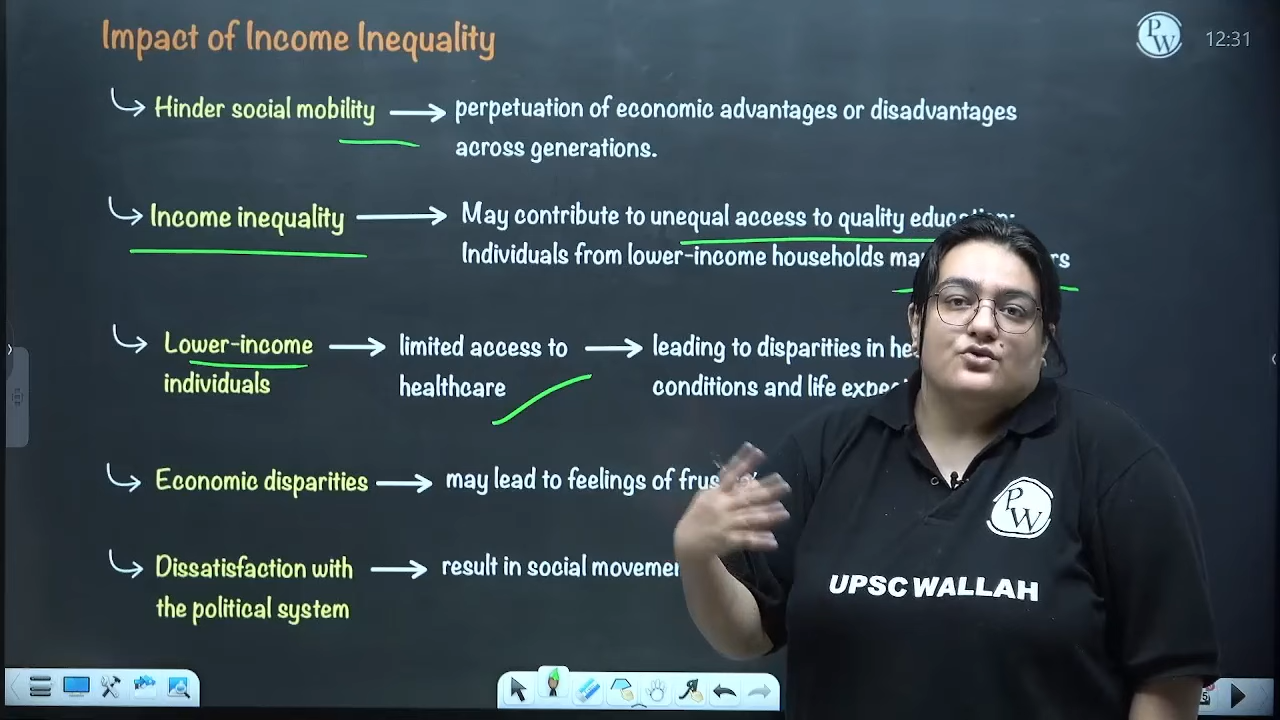 Impact of Income Inequality
PW
12:31
Hinder social mobility → perpetuation of economic advantages or disadvantages
across generations.
Income inequality → May contribute to unequal access to quality
Individuals from lower-income households
Lower-income → limited access to → leading to disparities in
individuals healthcare conditions and life
Economic disparities → may lead to feelings of
Dissatisfaction with → result in social
the political system
PW
UPSC WALLAH